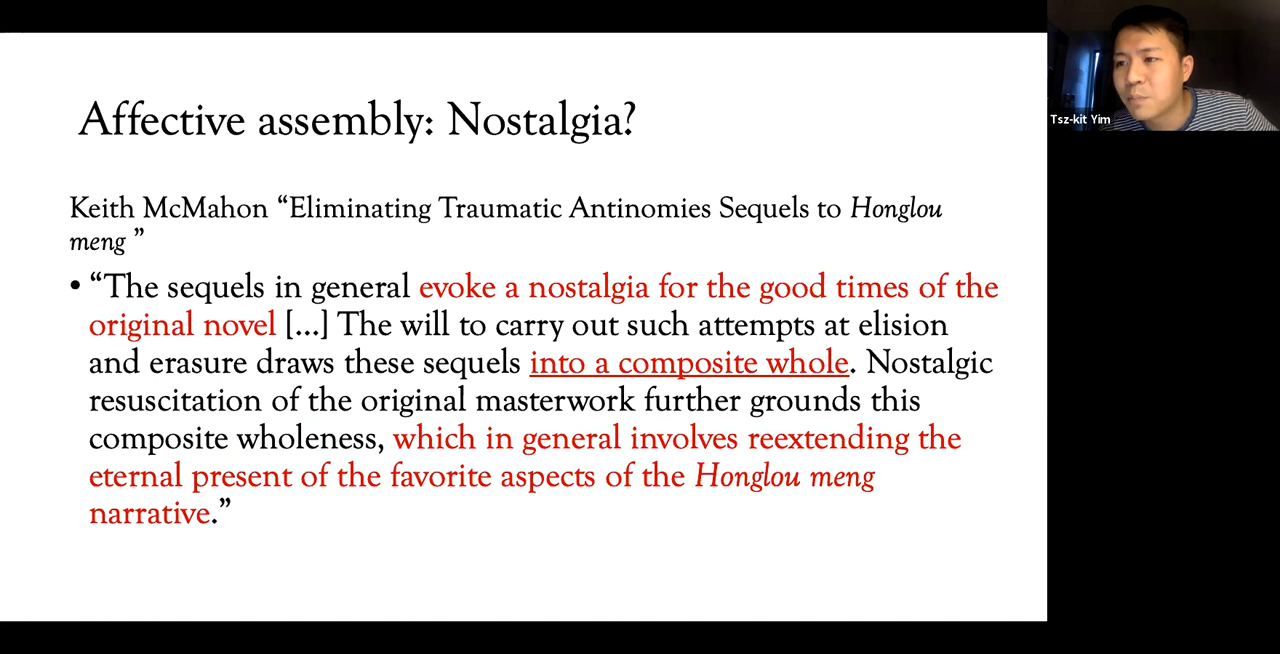 Affective assembly: Nostalgia?
Keith McMahon “Eliminating Traumatic Antinomies Sequels to Honglou
meng ”
• “The sequels in general evoke a nostalgia for the good times of the
original novel [...] The will to carry out such attempts at elision
and erasure draws these sequels into a composite whole. Nostalgic
resuscitation of the original masterwork further grounds this
composite wholeness, which in general involves reextending the
eternal present of the favorite aspects of the Honglou meng
narrative.”
Tsz-kit Yim